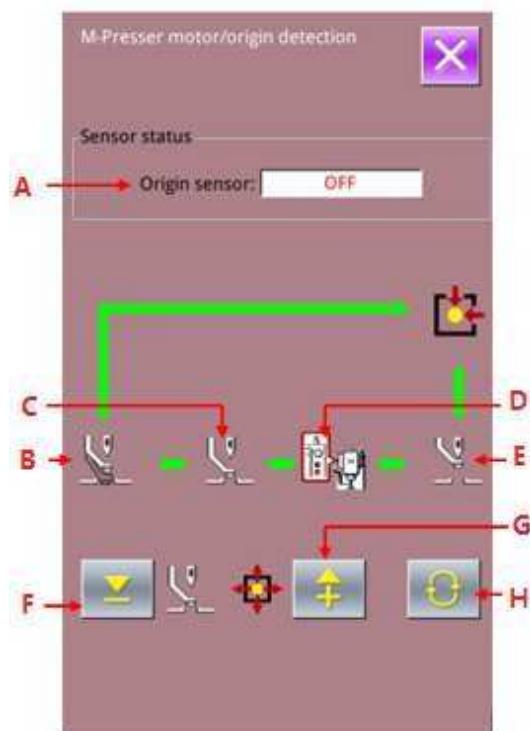 M-Presser motor/origin detection
Sensor status
A
Origin sensor: OFF
C
D
B
E
G
F
H